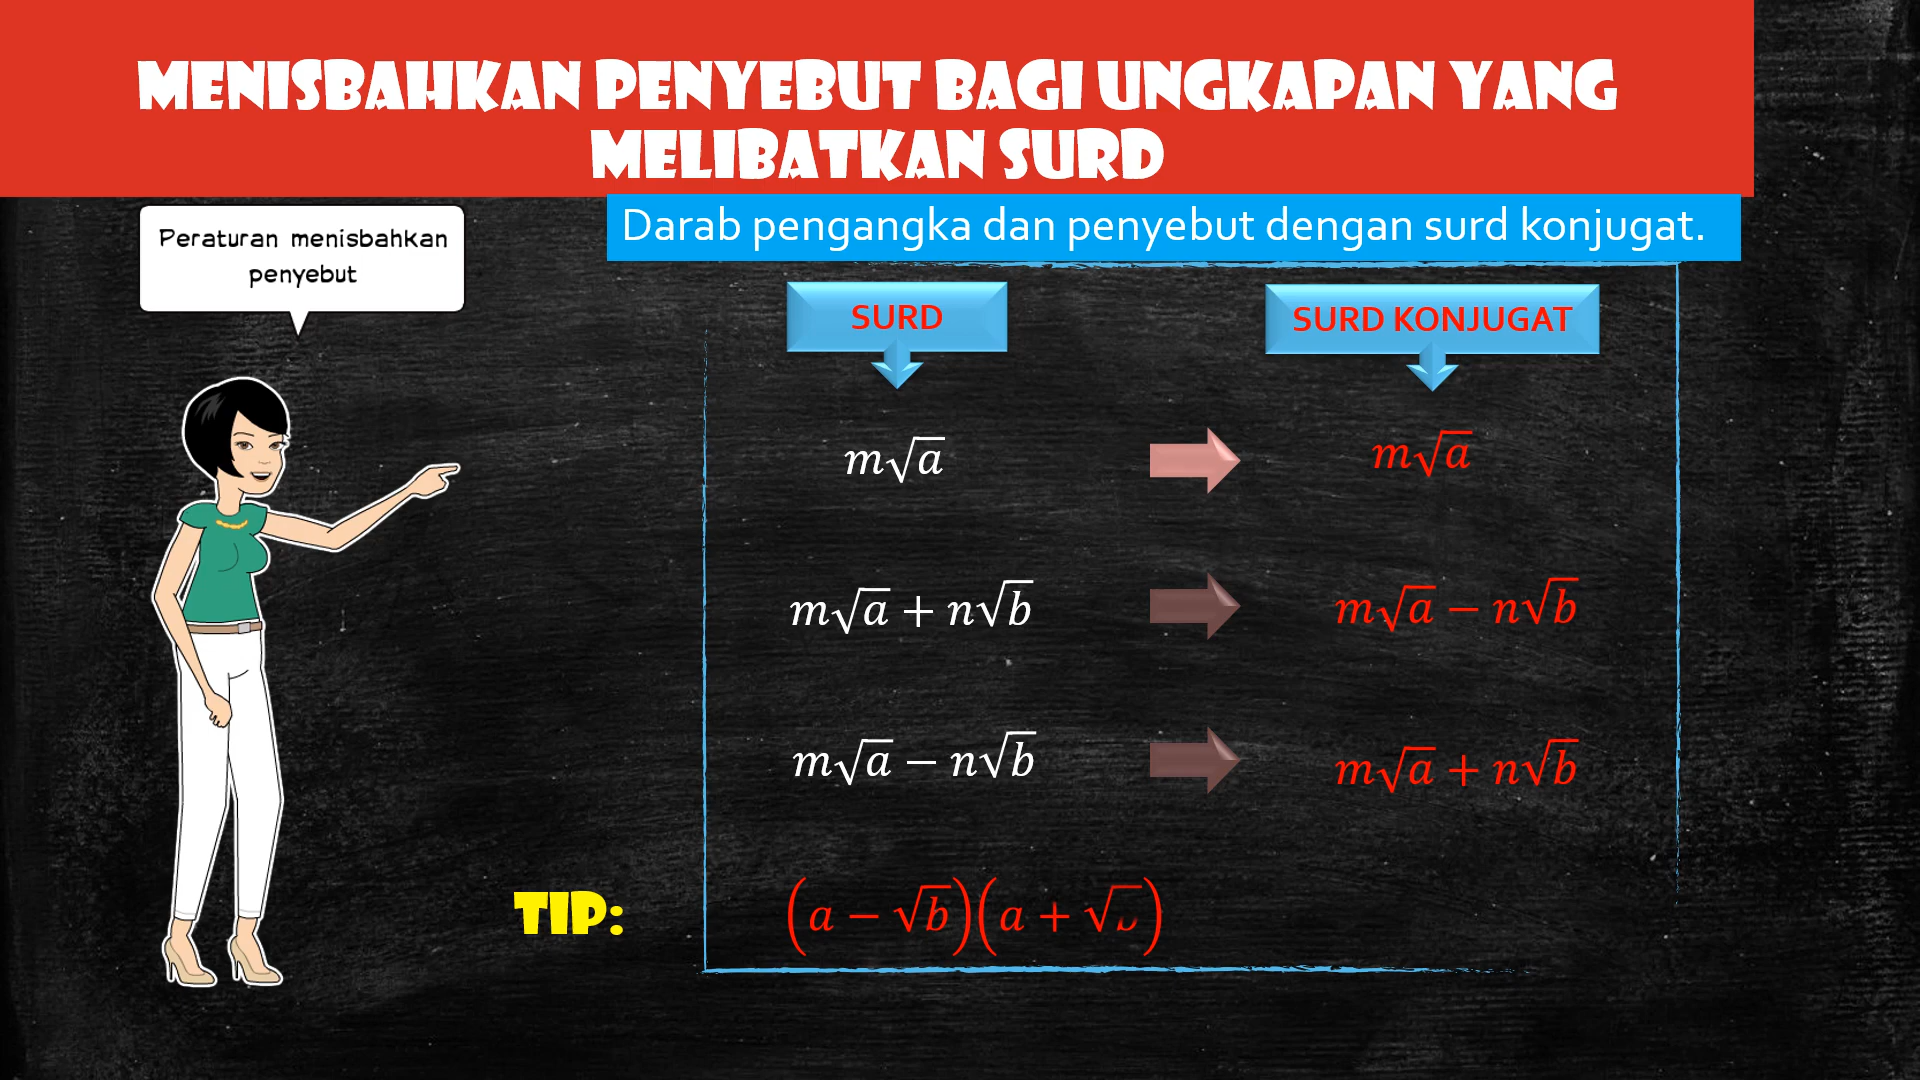 MENISBAHKAN PENYEBUT BAGI UNGKAPAN YANG
MELIBATKAN SURD
Peraturan menisbahkan
penyebut
Darab pengangka dan penyebut dengan surd konjugat.
SURD
SURD KONJUGAT
m√a
m√a
m√a + n√b
m√a − n√b
m√a − n√b
m√a + n√b
TIP:
(a − √b)(a + √